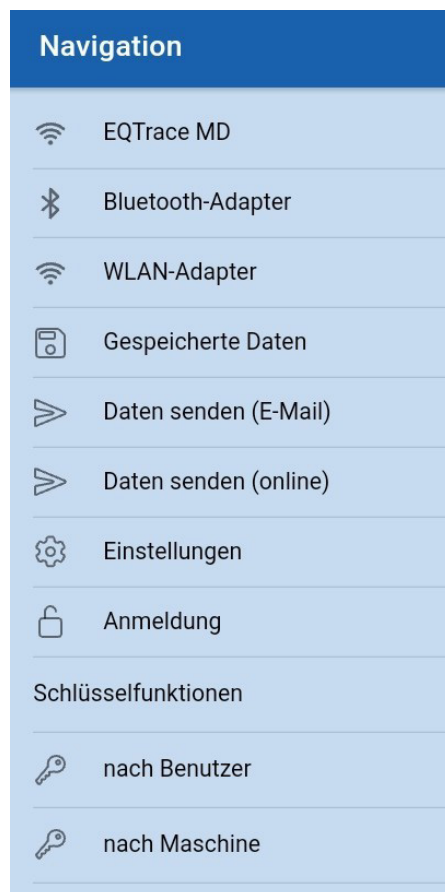 Navigation
EQTrace MD
Bluetooth-Adapter
WLAN-Adapter
Gespeicherte Daten
Daten senden (E-Mail)
Daten senden (online)
Einstellungen
Anmeldung
Schlüsselfunktionen
nach Benutzer
nach Maschine